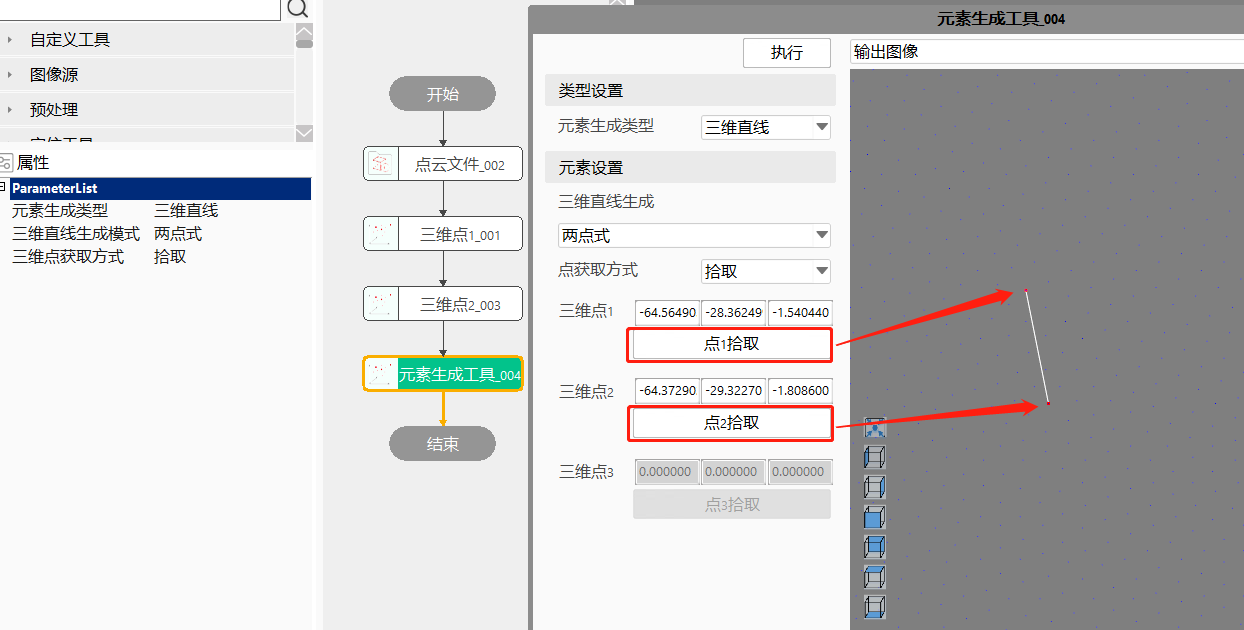 自定义工具
图像源
预处理
定位工具
属性
ParameterList
元素生成类型 三维直线
三维直线生成模式 两点式
三维点获取方式 拾取
开始
点云文件_002
三维点1_001
三维点2_003
元素生成工具_004
结束
元素生成工具_004
执行
类型设置
元素生成类型 三维直线
元素设置
三维直线生成
两点式
点获取方式 拾取
三维点1 -64.56490 -28.36249 -1.540440
点1拾取
三维点2 -64.37290 -29.32270 -1.808600
点2拾取
三维点3 0.000000 0.000000 0.000000
点3拾取
输出图像